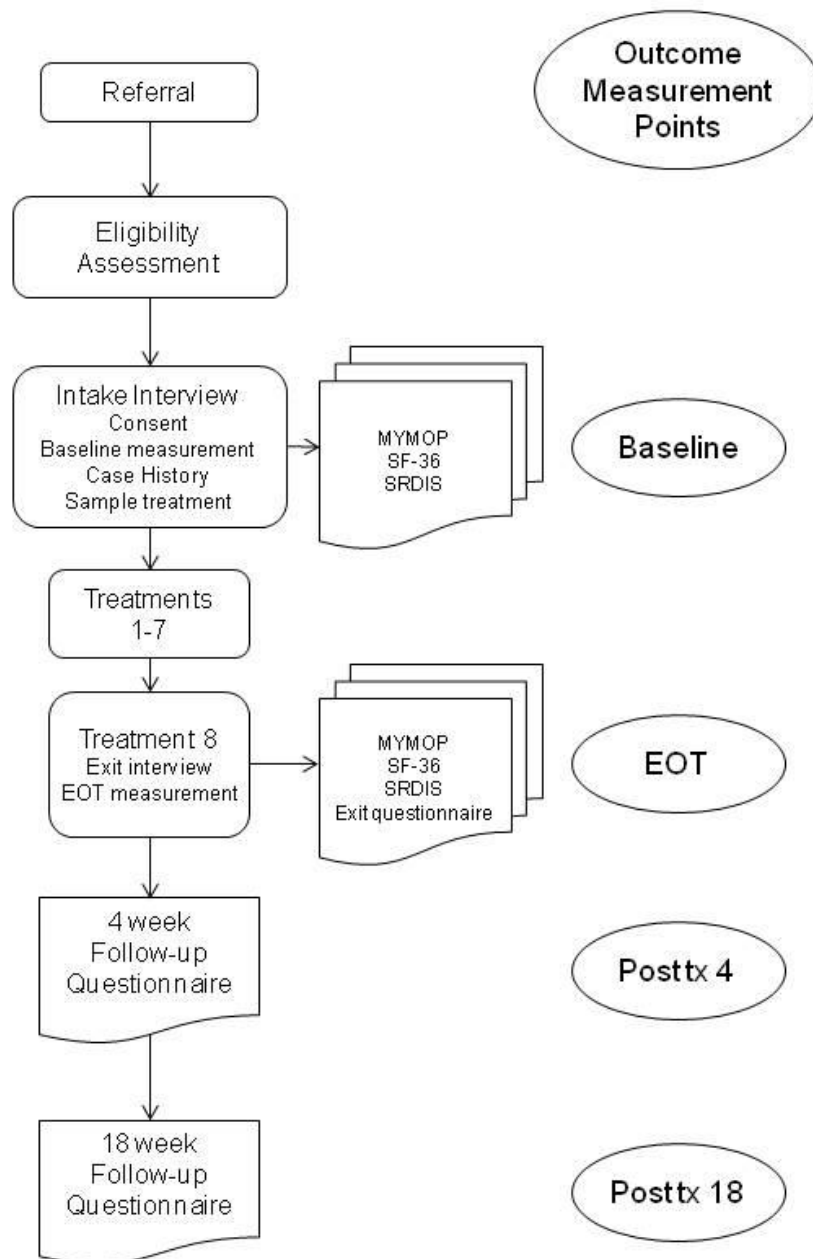 Referral
Outcome
Measurement
Points
Eligibility
Assessment
Intake Interview
Consent
Baseline measurement
Case History
Sample treatment
MYMOP
SF-36
SRDIS
Baseline
Treatments
1-7
Treatment 8
Exit interview
EOT measurement
MYMOP
SF-36
SRDIS
Exit questionnaire
EOT
4 week
Follow-up
Questionnaire
Posttx 4
18 week
Follow-up
Questionnaire
Posttx 18